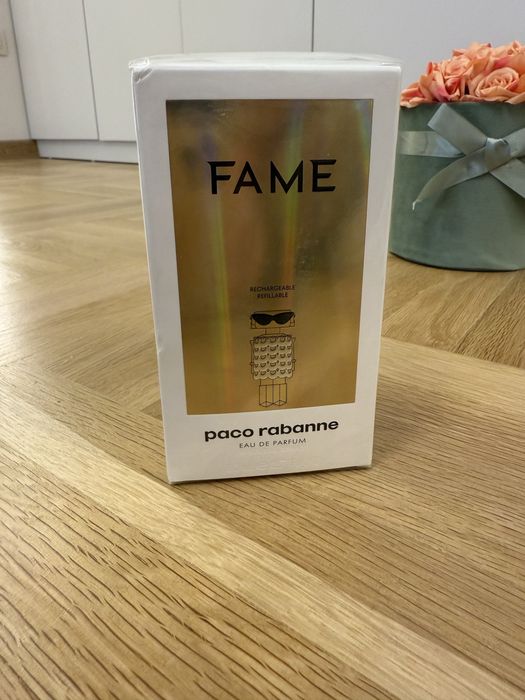 FAME
RECHARGEABLE
REFILLABLE
paco rabanne
EAU DE PARFUM